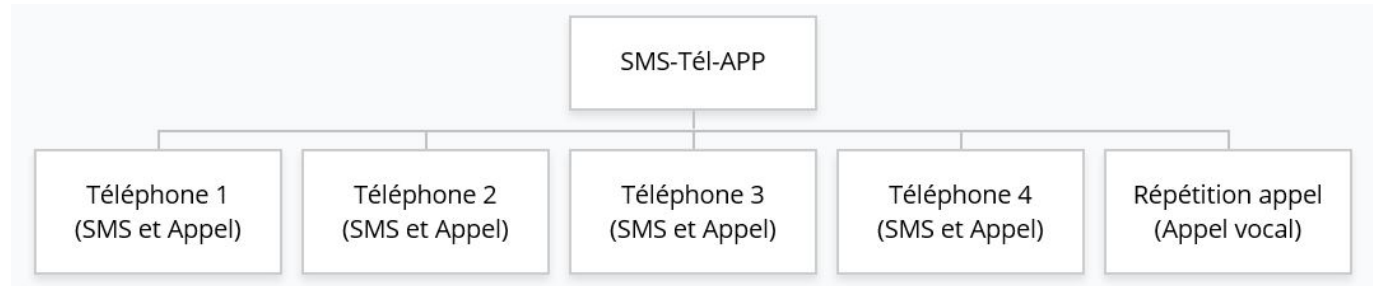 SMS-Tél-APP
Téléphone 1
(SMS et Appel)
Téléphone 2
(SMS et Appel)
Téléphone 3
(SMS et Appel)
Téléphone 4
(SMS et Appel)
Répétition appel
(Appel vocal)